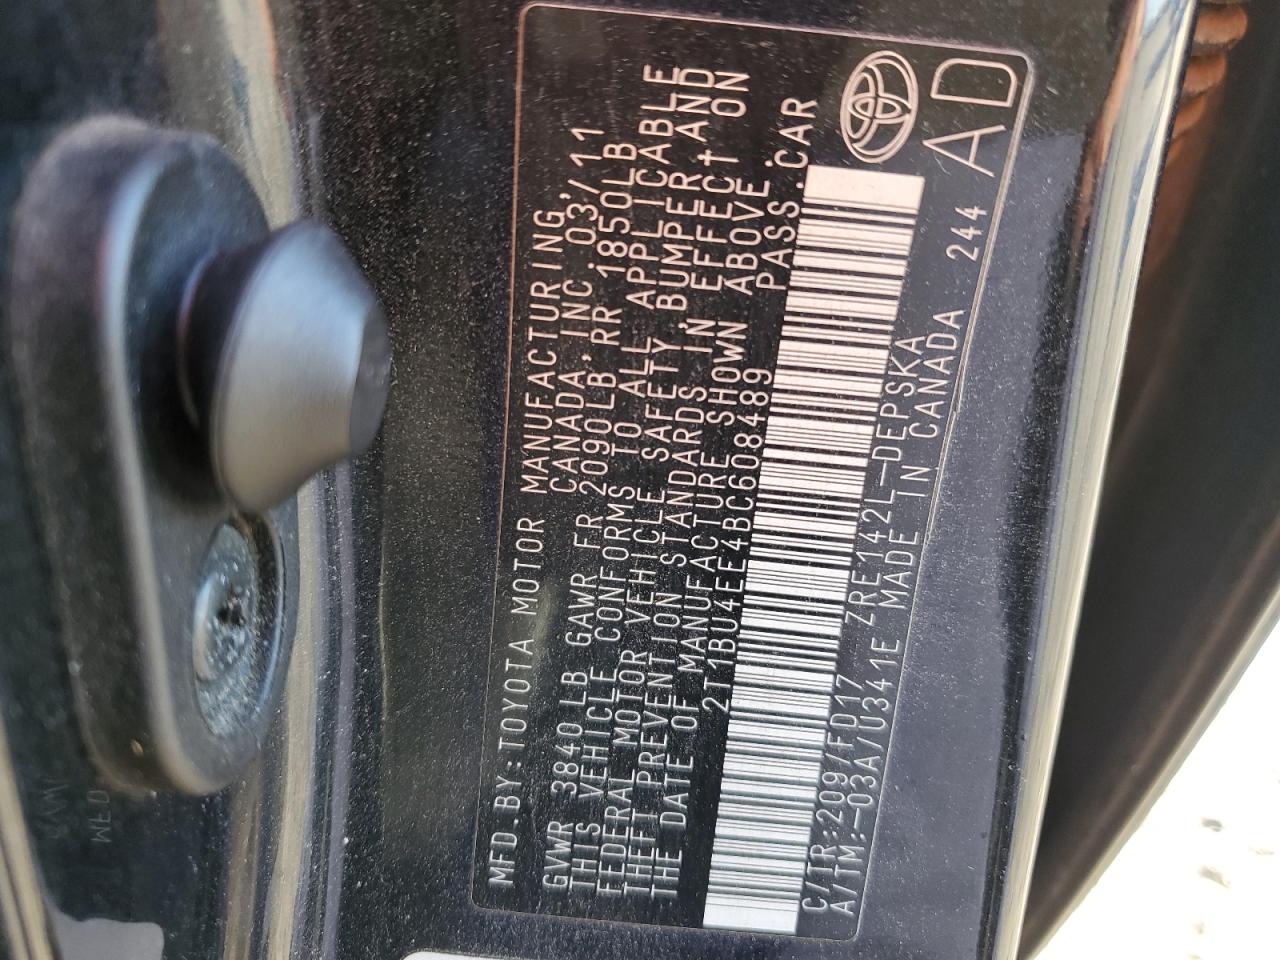 MFD.BY:TOYOTA MOTOR MANUFACTURING,
CANADA, INC. 03/11
GVWR 3840LB GAWR FR 2090LB, RR 1850LB
THIS VEHICLE CONFORMS TO ALL APPLICABLE
FEDERAL MOTOR VEHICLE SAFETY, BUMPER, AND
THEFT PREVENTION STANDARDS IN EFFECT ON
THE DATE OF MANUFACTURE SHOWN ABOVE.
2T1BU4EE4BC608489 PASS.CAR
C/TR:209/FD17 ZRE142L-DEPSKA
A/TM:-03A/U341E MADE IN CANADA 244
AD